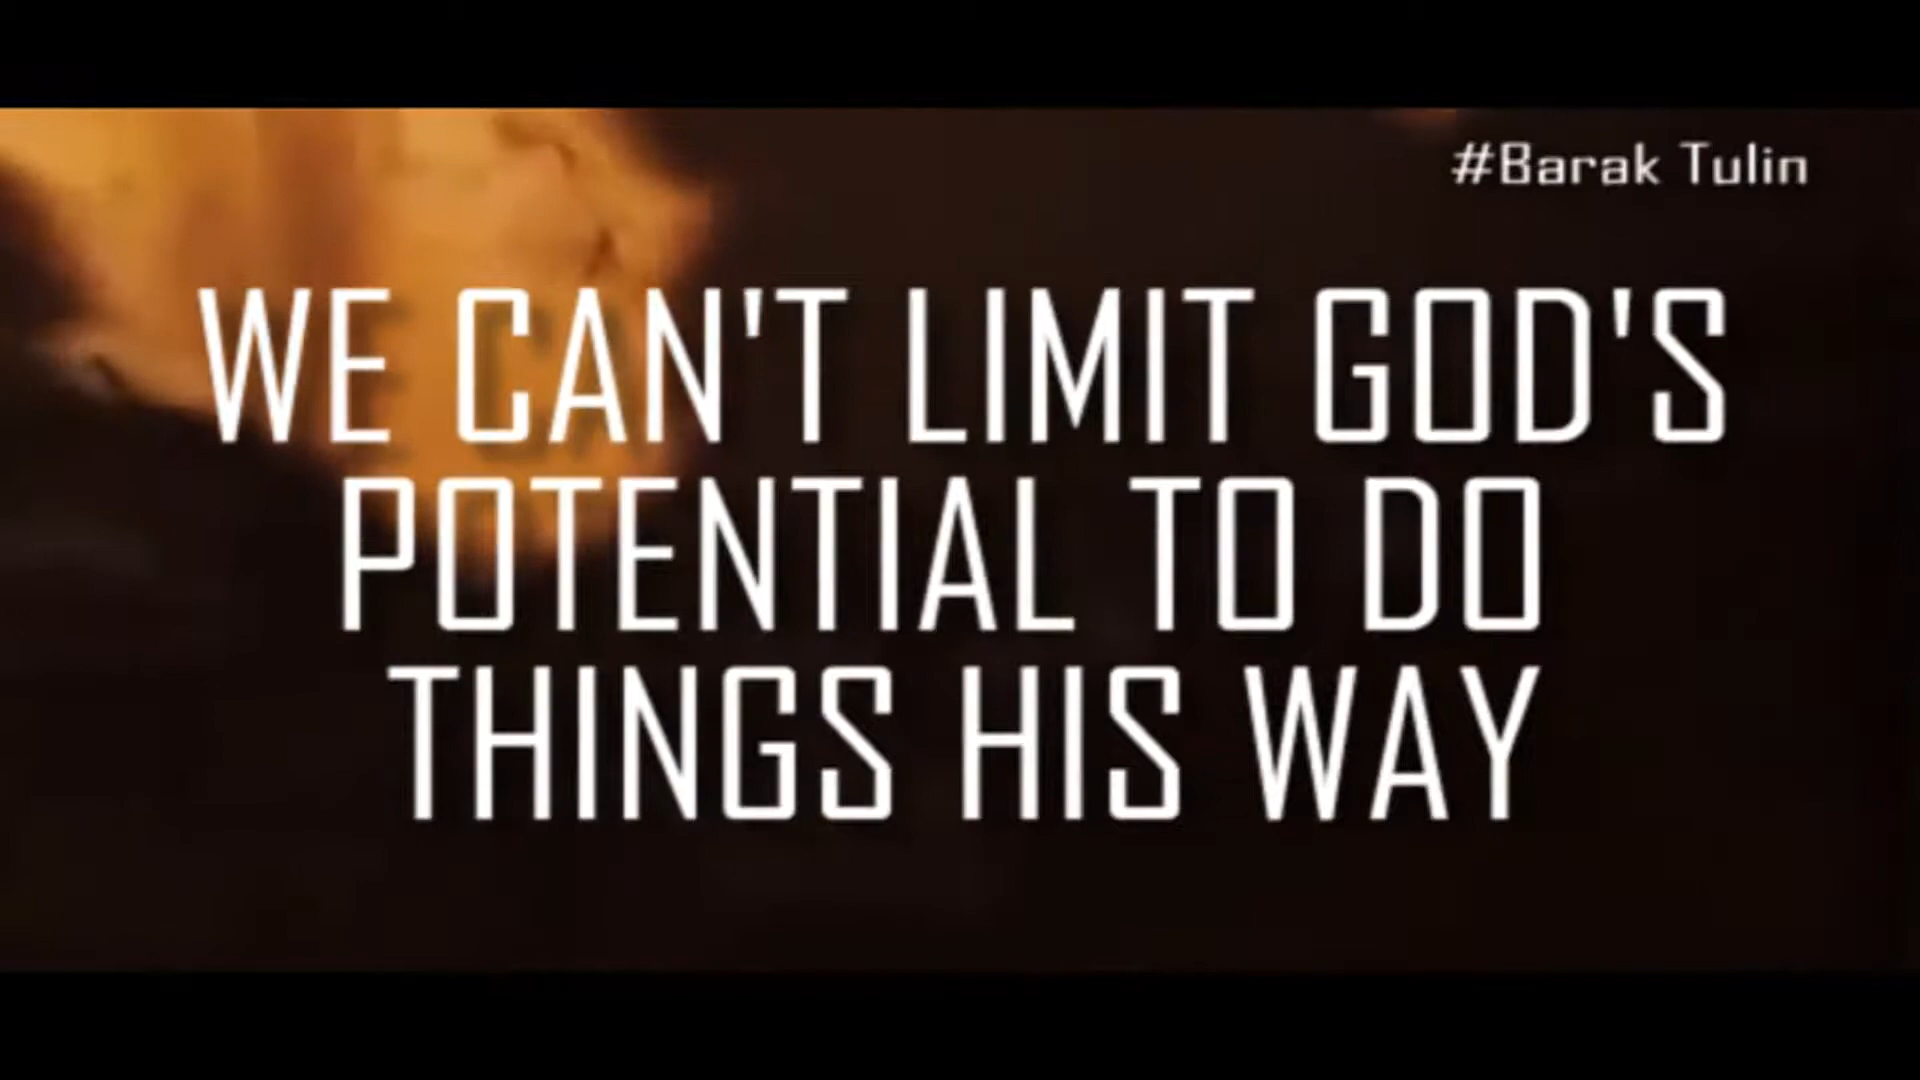 #Barak Tulin
WE CAN'T LIMIT GOD'S
POTENTIAL TO DO
THINGS HIS WAY